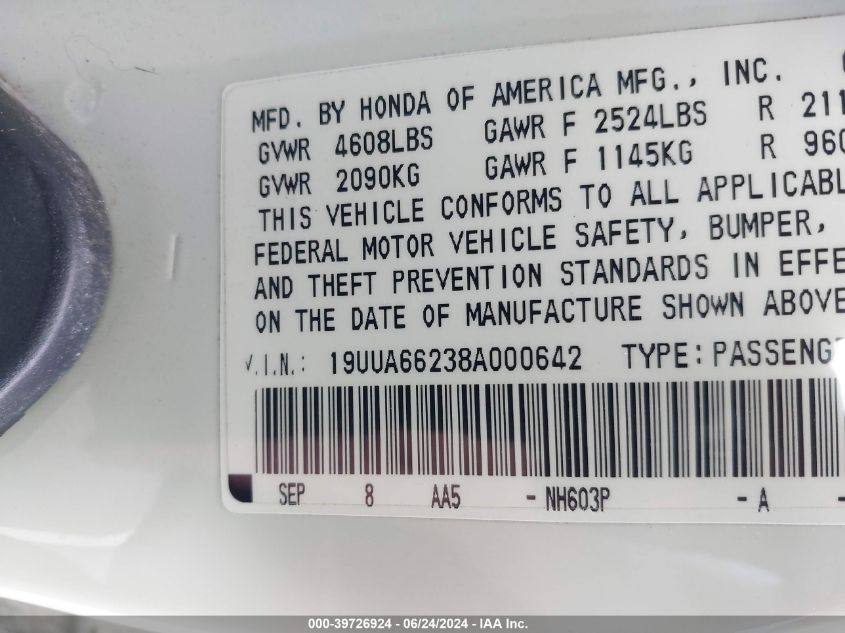 MFD. BY HONDA OF AMERICA MFG., INC.
GVWR 4608LBS GAWR F 2524LBS R 211
GVWR 2090KG GAWR F 1145KG R 960
THIS VEHICLE CONFORMS TO ALL APPLICABL
FEDERAL MOTOR VEHICLE SAFETY, BUMPER,
AND THEFT PREVENTION STANDARDS IN EFFE
ON THE DATE OF MANUFACTURE SHOWN ABOVE
V.I.N.: 19UUA66238A000642 TYPE: PASSENG
SEP 8 AA5 - NH603P - A -
000-39726924 - 06/24/2024 - IAA Inc.